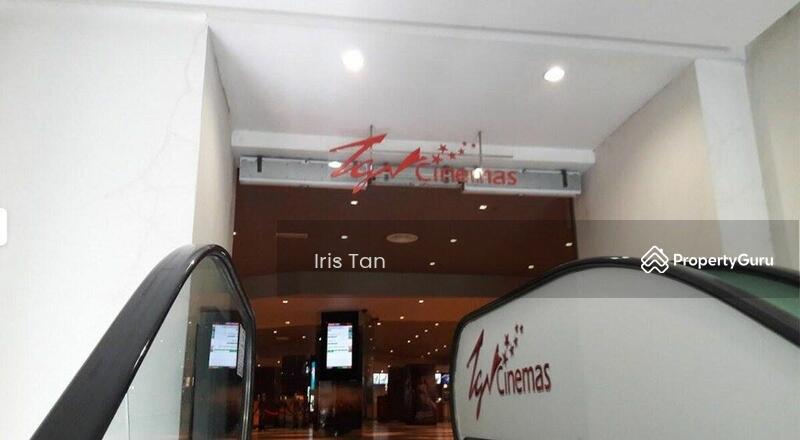 TGV Cinemas
Iris Tan
PropertyGuru
TGV Cinemas